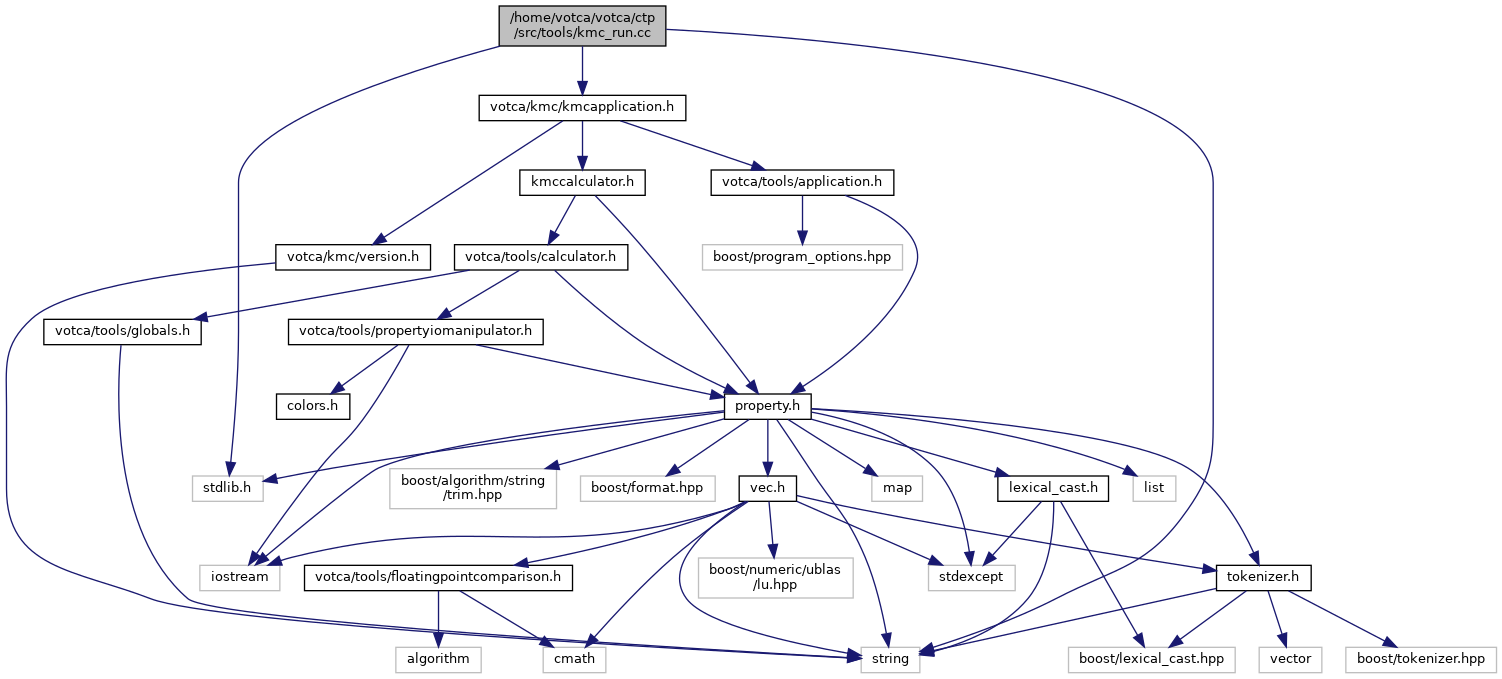 /home/votca/votca/ctp
/src/tools/kmc_run.cc
votca/kmc/kmcapplication.h
kmccalculator.h
votca/tools/application.h
votca/kmc/version.h
votca/tools/calculator.h
boost/program_options.hpp
votca/tools/globals.h
votca/tools/propertyiomanipulator.h
colors.h
property.h
stdlib.h
boost/algorithm/string
/trim.hpp
boost/format.hpp
vec.h
map
lexical_cast.h
list
iostream
votca/tools/floatingpointcomparison.h
boost/numeric/ublas
/lu.hpp
stdexcept
tokenizer.h
algorithm
cmath
string
boost/lexical_cast.hpp
vector
boost/tokenizer.hpp